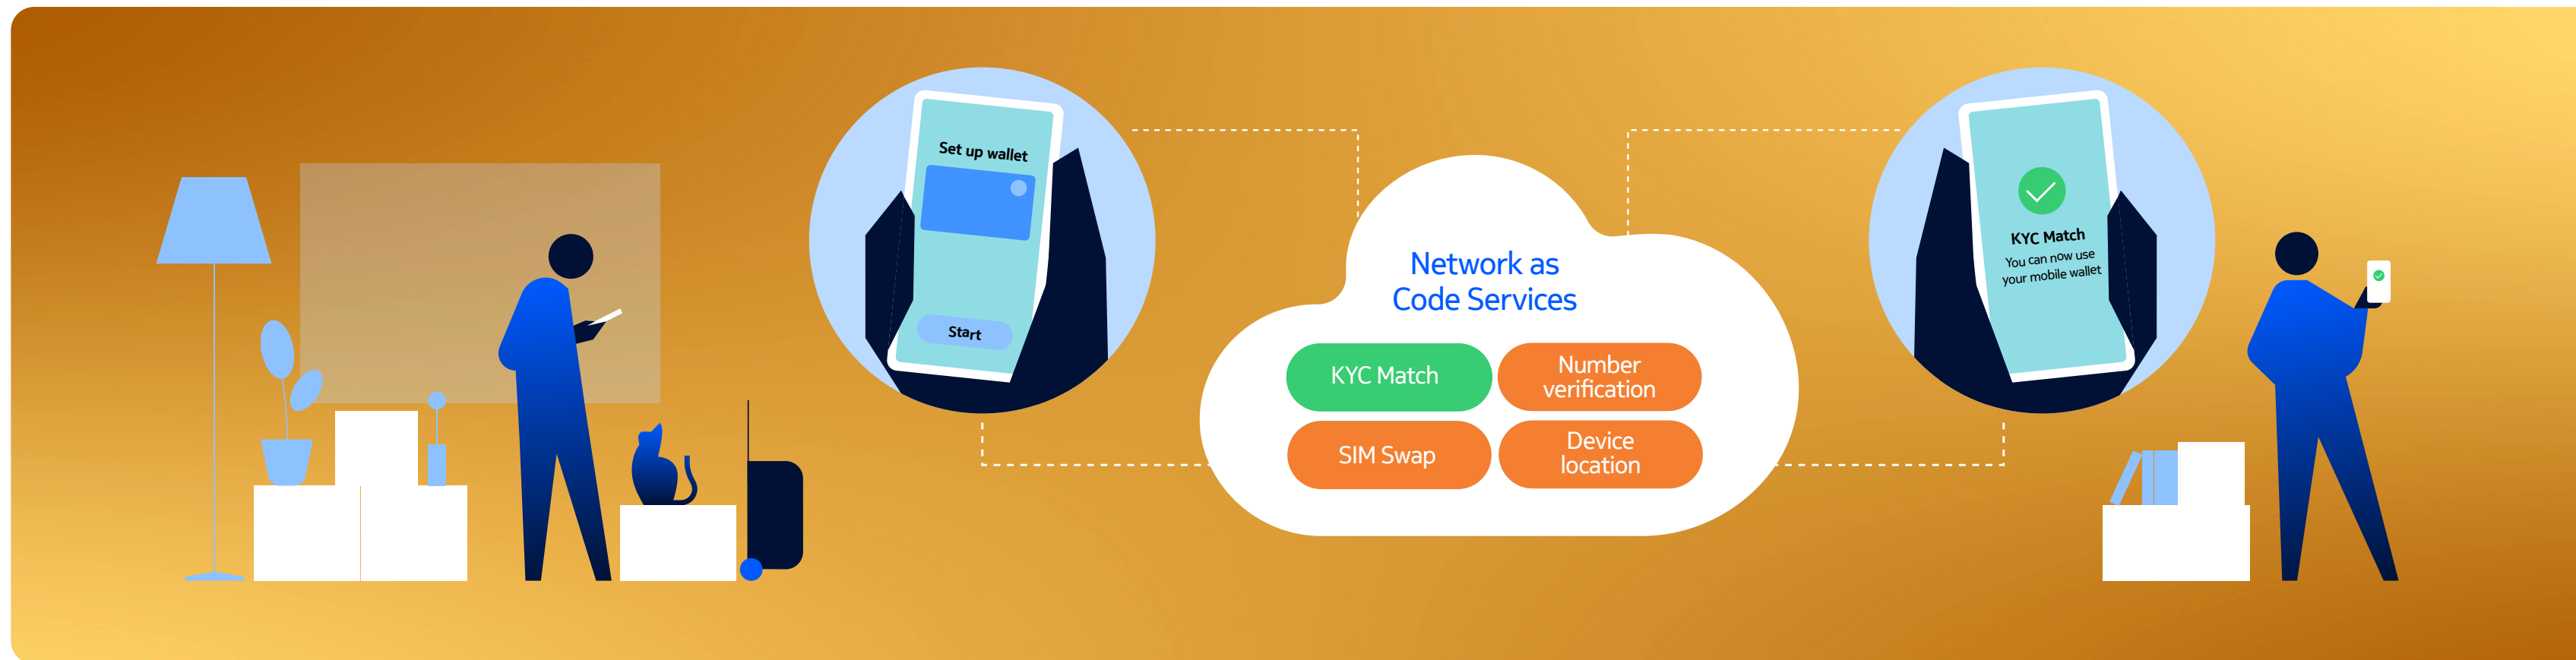 Set up wallet
Start
Network as
Code Services
KYC Match
Number
verification
SIM Swap
Device
location
KYC Match
You can now use
your mobile wallet